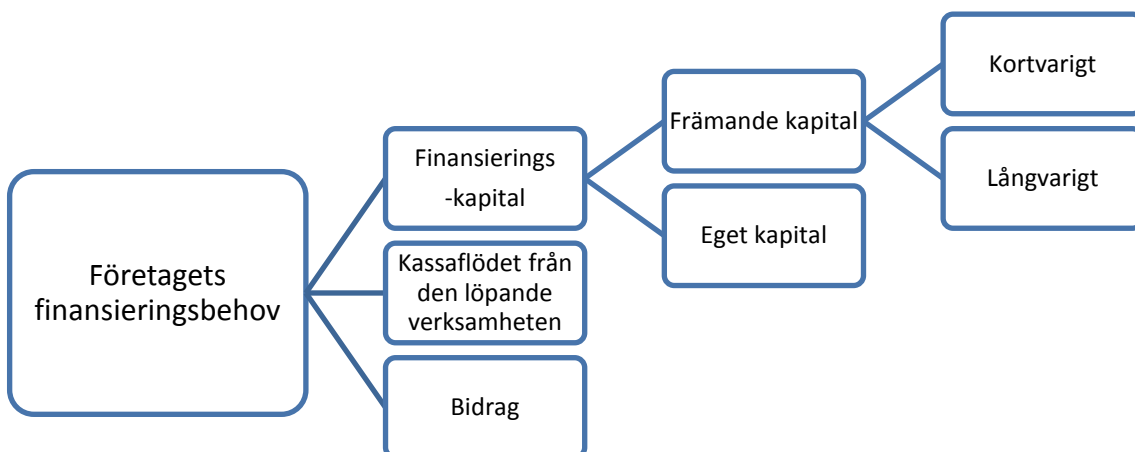 Företagets
finansieringsbehov
Finansierings
-kapital
Kassaflödet från
den löpande
verksamheten
Bidrag
Främande kapital
Eget kapital
Kortvarigt
Långvarigt